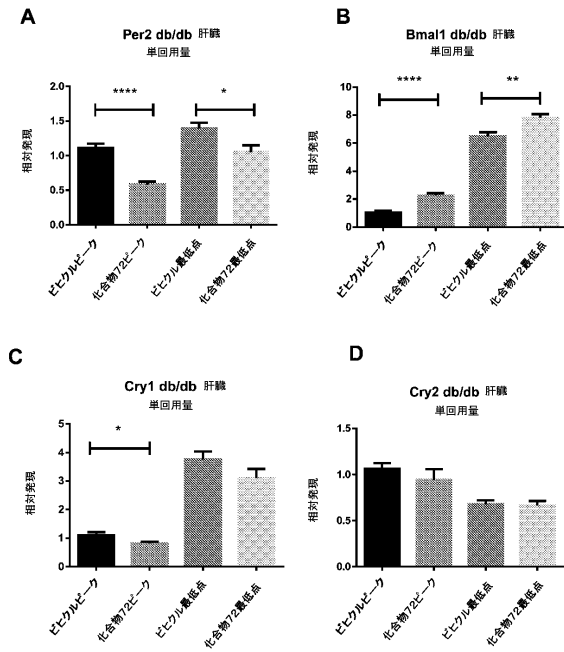 A
Per2 db/db 肝臓
単回用量
相対発現
2.0
1.5
1.0
0.5
0.0
****
*
ビヒクルピーク
化合物72ピーク
ビヒクル最低点
化合物72最低点
B
Bmal1 db/db 肝臓
単回用量
相対発現
10
8
6
4
2
0
****
**
ビヒクルピーク
化合物72ピーク
ビヒクル最低点
化合物72最低点
C
Cry1 db/db 肝臓
単回用量
相対発現
5
4
3
2
1
0
*
ビヒクルピーク
化合物72ピーク
ビヒクル最低点
化合物72最低点
D
Cry2 db/db 肝臓
単回用量
相対発現
1.5
1.0
0.5
0.0
ビヒクルピーク
化合物72ピーク
ビヒクル最低点
化合物72最低点